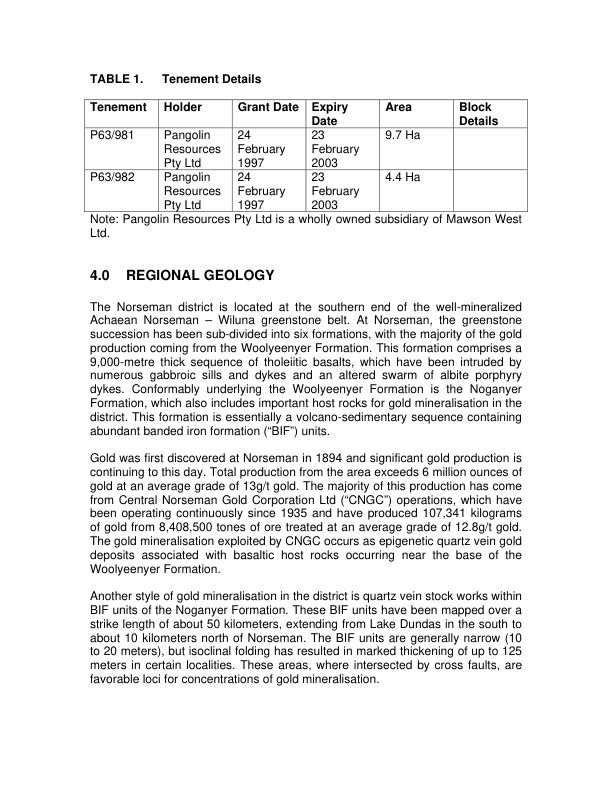 TABLE 1. Tenement Details
Tenement Holder Grant Date Expiry Date Area Block Details
P63/981 Pangolin Resources Pty Ltd 24 February 1997 23 February 2003 9.7 Ha
P63/982 Pangolin Resources Pty Ltd 24 February 1997 23 February 2003 4.4 Ha
Note: Pangolin Resources Pty Ltd is a wholly owned subsidiary of Mawson West
Ltd.
4.0 REGIONAL GEOLOGY
The Norseman district is located at the southern end of the well-mineralized
Achaean Norseman – Wiluna greenstone belt. At Norseman, the greenstone
succession has been sub-divided into six formations, with the majority of the gold
production coming from the Woolyeenyer Formation. This formation comprises a
9,000-metre thick sequence of tholeiitic basalts, which have been intruded by
numerous gabbroic sills and dykes and an altered swarm of albite porphyry
dykes. Conformably underlying the Woolyeenyer Formation is the Noganyer
Formation, which also includes important host rocks for gold mineralisation in the
district. This formation is essentially a volcano-sedimentary sequence containing
abundant banded iron formation (“BIF”) units.
Gold was first discovered at Norseman in 1894 and significant gold production is
continuing to this day. Total production from the area exceeds 6 million ounces of
gold at an average grade of 13g/t gold. The majority of this production has come
from Central Norseman Gold Corporation Ltd (“CNGC”) operations, which have
been operating continuously since 1935 and have produced 107,341 kilograms
of gold from 8,408,500 tones of ore treated at an average grade of 12.8g/t gold.
The gold mineralisation exploited by CNGC occurs as epigenetic quartz vein gold
deposits associated with basaltic host rocks occurring near the base of the
Woolyeenyer Formation.
Another style of gold mineralisation in the district is quartz vein stock works within
BIF units of the Noganyer Formation. These BIF units have been mapped over a
strike length of about 50 kilometers, extending from Lake Dundas in the south to
about 10 kilometers north of Norseman. The BIF units are generally narrow (10
to 20 meters), but isoclinal folding has resulted in marked thickening of up to 125
meters in certain localities. These areas, where intersected by cross faults, are
favorable loci for concentrations of gold mineralisation.